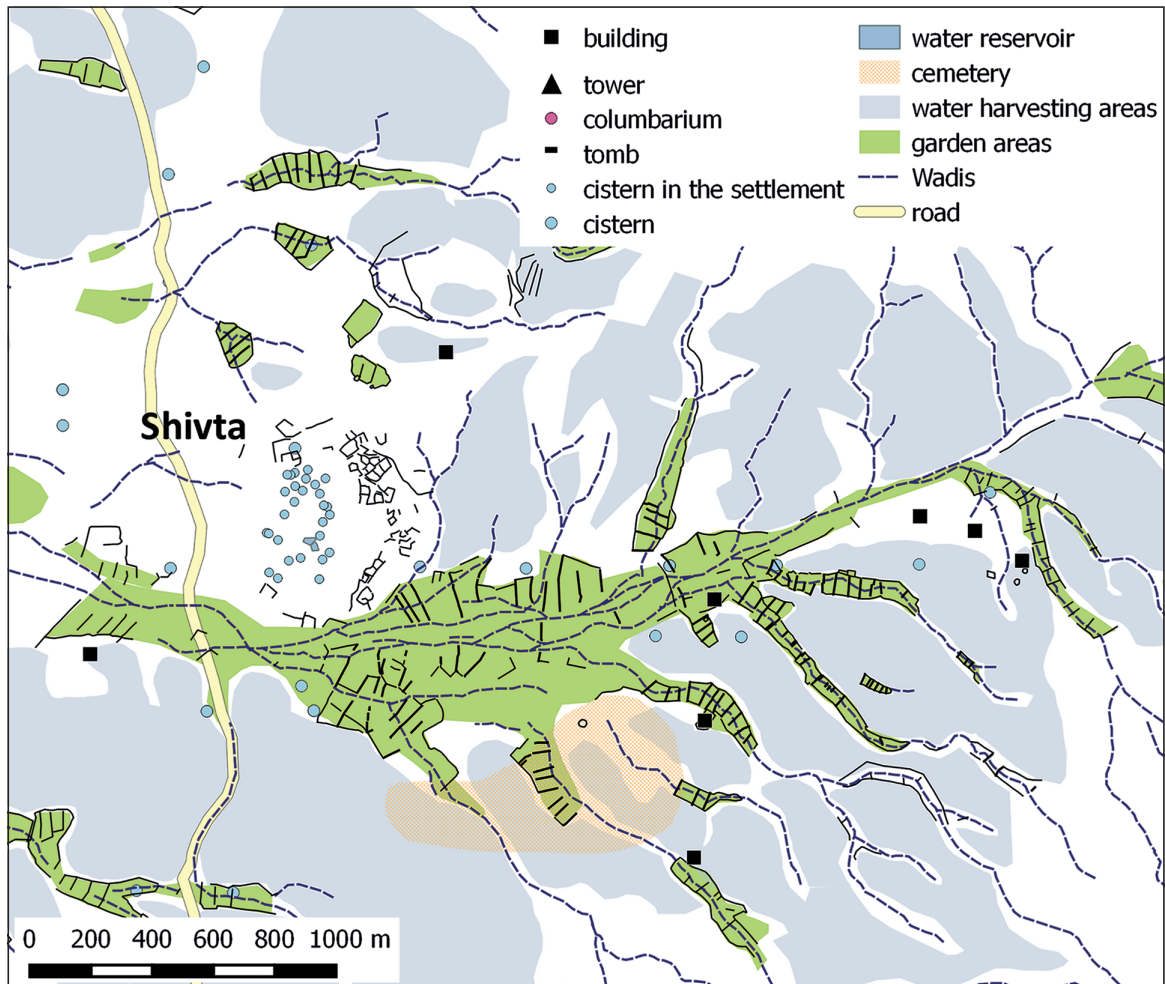 building
tower
columbarium
tomb
cistern in the settlement
cistern
water reservoir
cemetery
water harvesting areas
garden areas
Wadis
road
Shivta
0 200 400 600 800 1000 m